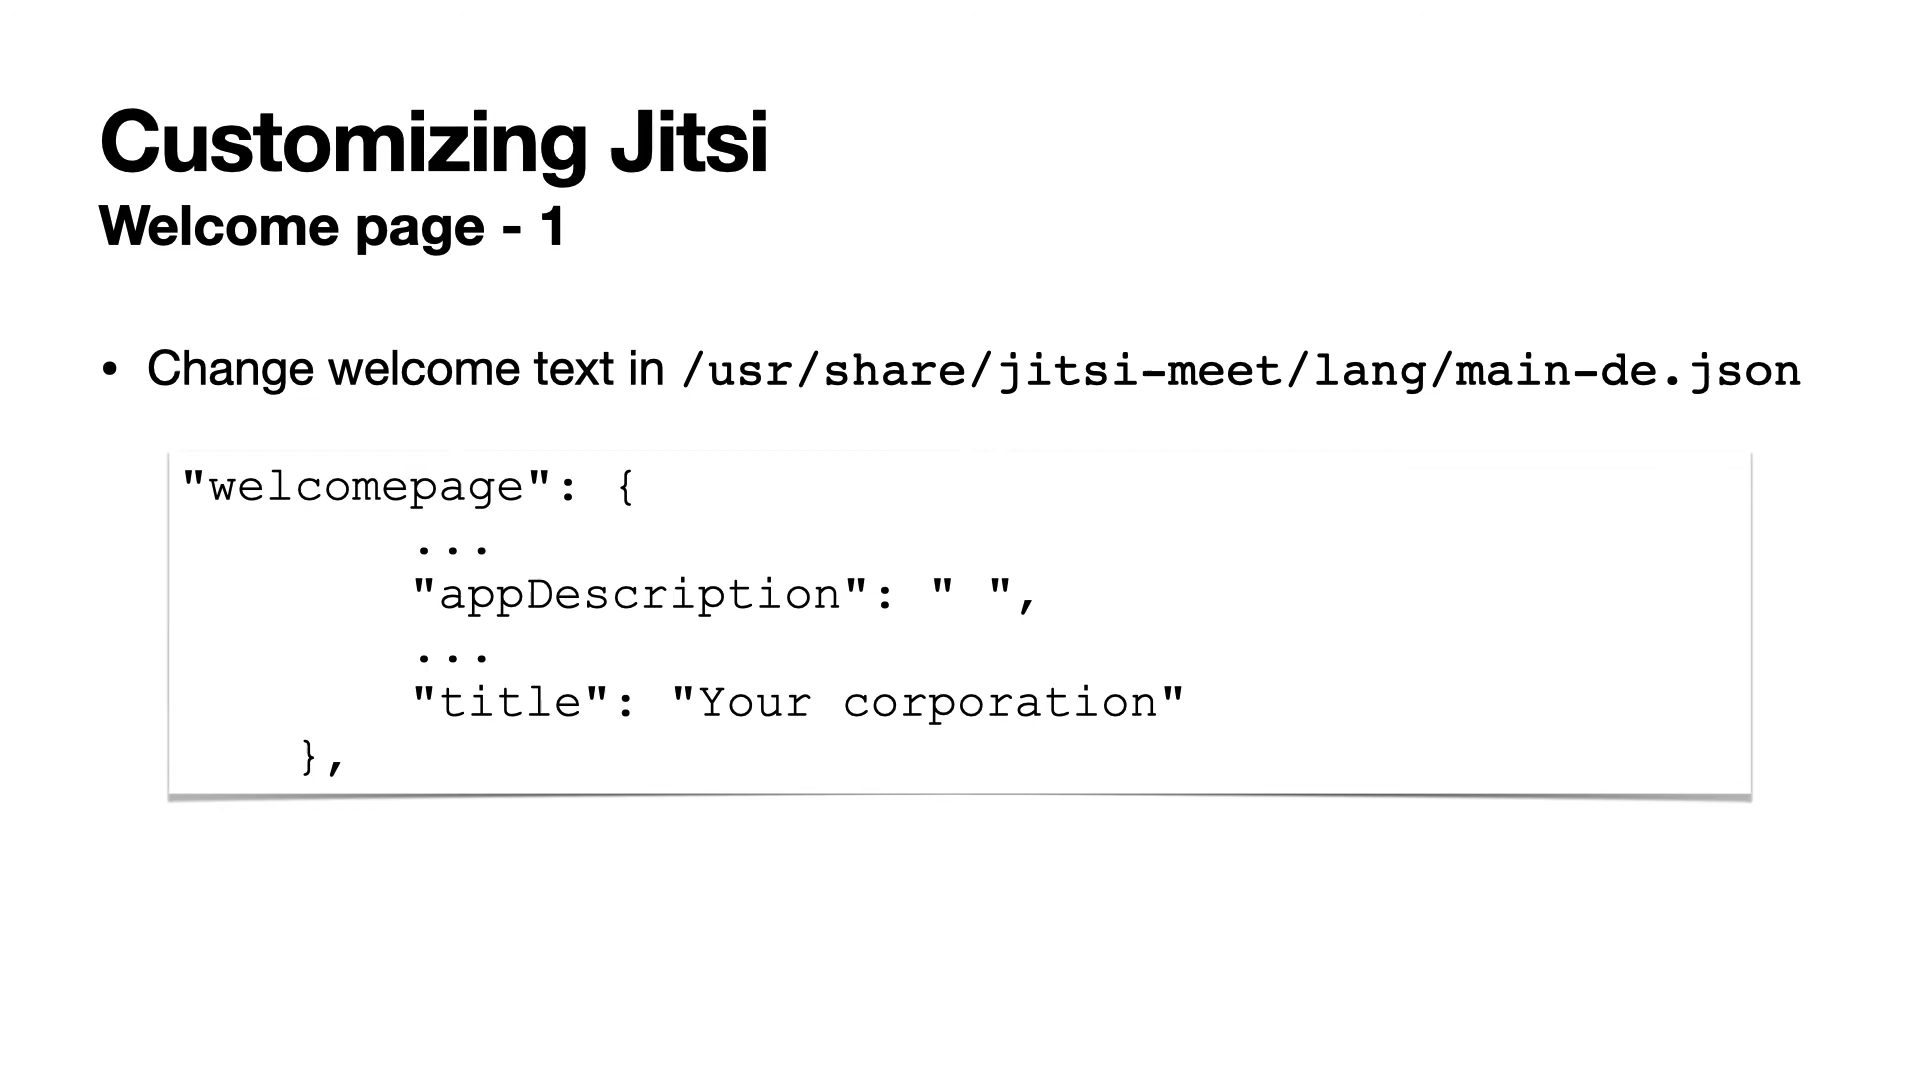 Customizing Jitsi
Welcome page - 1
• Change welcome text in /usr/share/jitsi-meet/lang/main-de.json
"welcomepage": {
...
"appDescription": " ",
...
"title": "Your corporation"
},